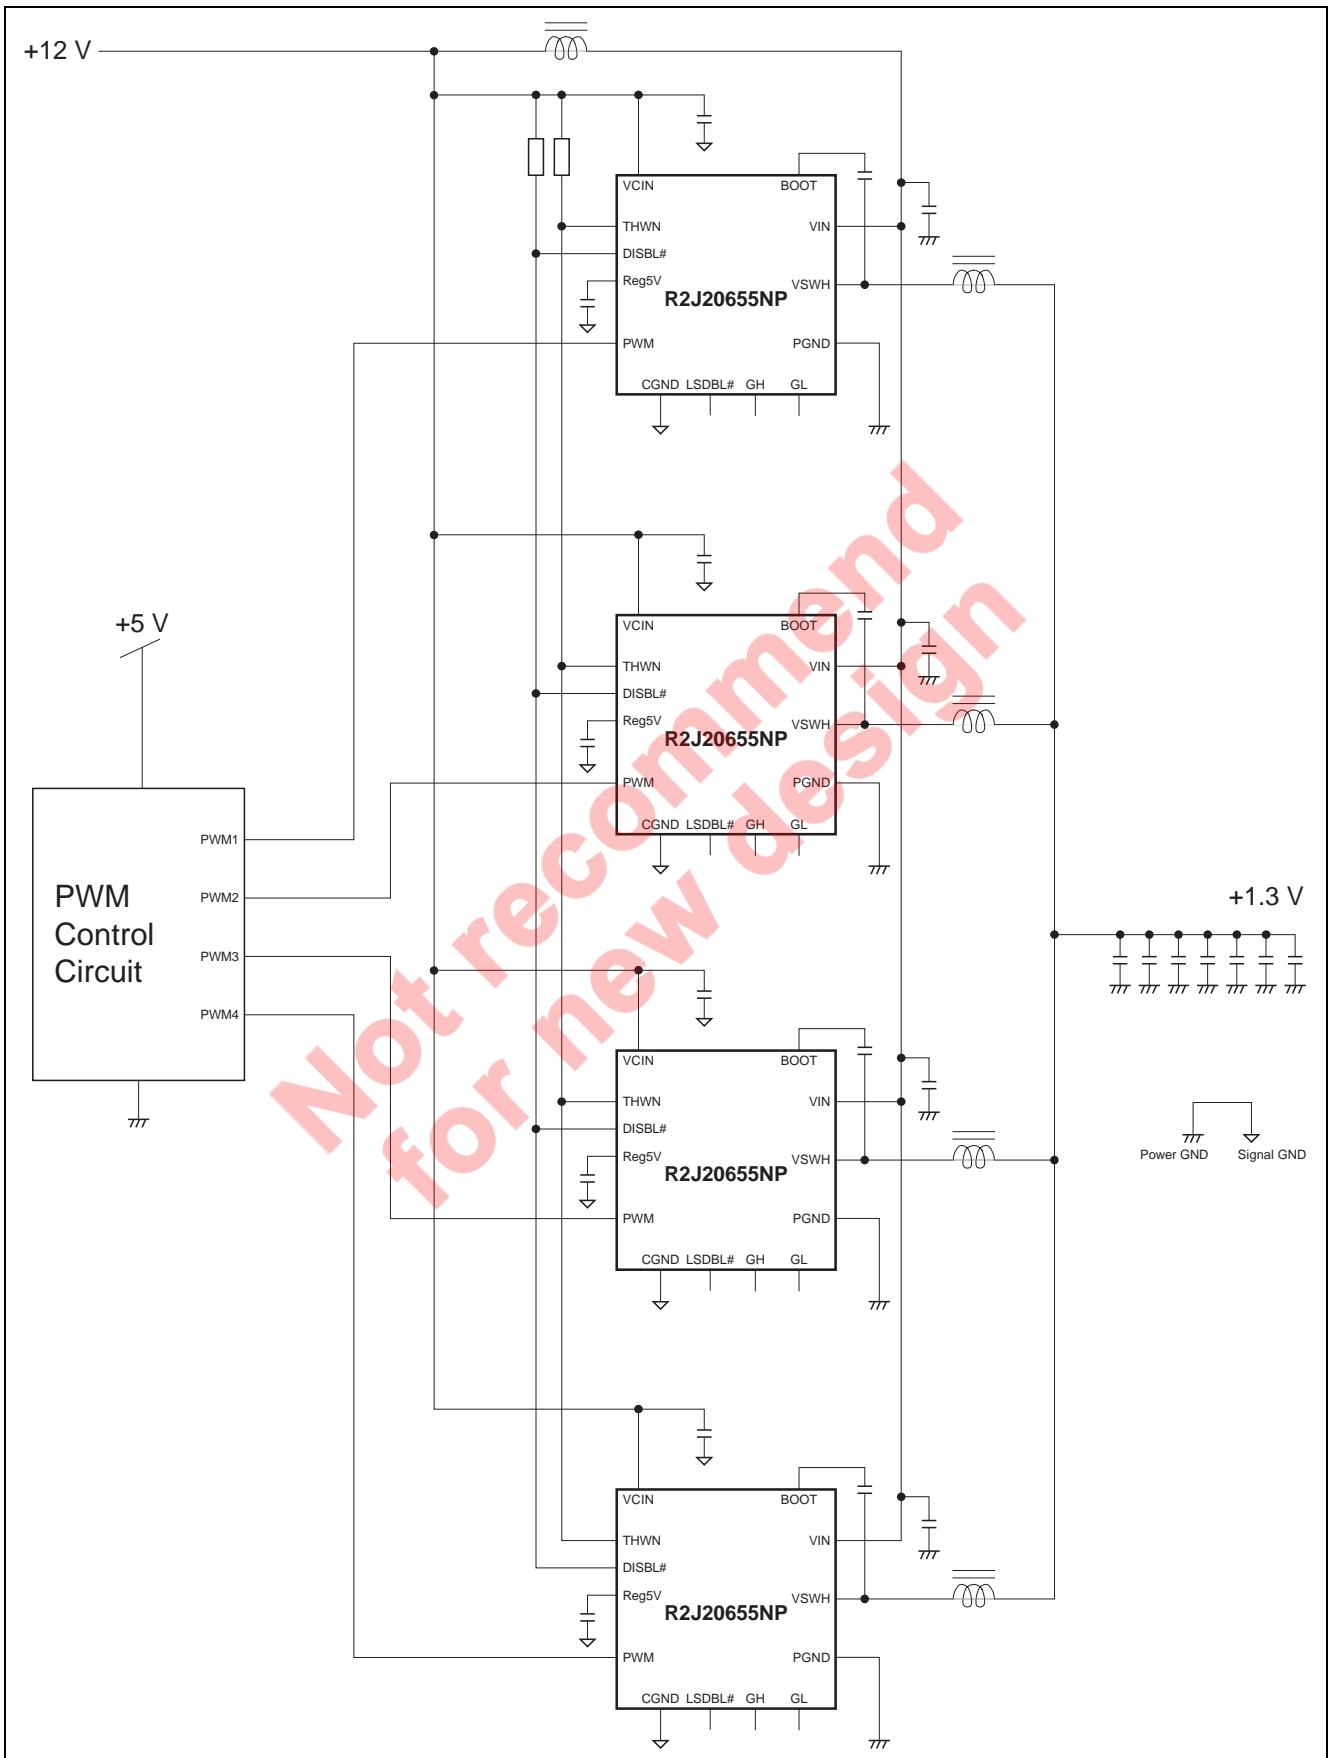 +12 V
VCIN
BOOT
THWN
VIN
DISBL#
Reg5V
VSWH
R2J20655NP
PWM
PGND
CGND LSDBL# GH GL
VCIN
BOOT
THWN
VIN
DISBL#
Reg5V
VSWH
R2J20655NP
PWM
PGND
CGND LSDBL# GH GL
+5 V
PWM
Control
Circuit
PWM1
PWM2
PWM3
PWM4
+1.3 V
VCIN
BOOT
THWN
VIN
DISBL#
Reg5V
VSWH
R2J20655NP
PWM
PGND
CGND LSDBL# GH GL
Power GND
Signal GND
VCIN
BOOT
THWN
VIN
DISBL#
Reg5V
VSWH
R2J20655NP
PWM
PGND
CGND LSDBL# GH GL
Not recommend
for new design